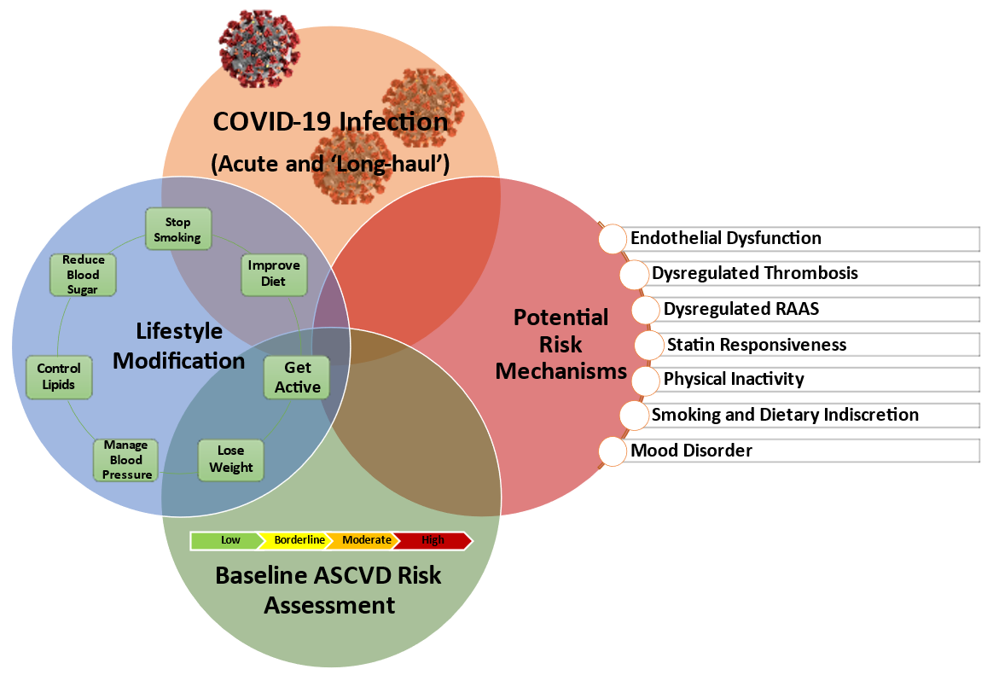 COVID-19 Infection
(Acute and ‘Long-haul’)
Stop
Smoking
Improve
Diet
Get
Active
Lose
Weight
Manage
Blood
Pressure
Control
Lipids
Reduce
Blood
Sugar
Lifestyle
Modification
Potential
Risk
Mechanisms
Endothelial Dysfunction
Dysregulated Thrombosis
Dysregulated RAAS
Statin Responsiveness
Physical Inactivity
Smoking and Dietary Indiscretion
Mood Disorder
Low Borderline Moderate High
Baseline ASCVD Risk
Assessment